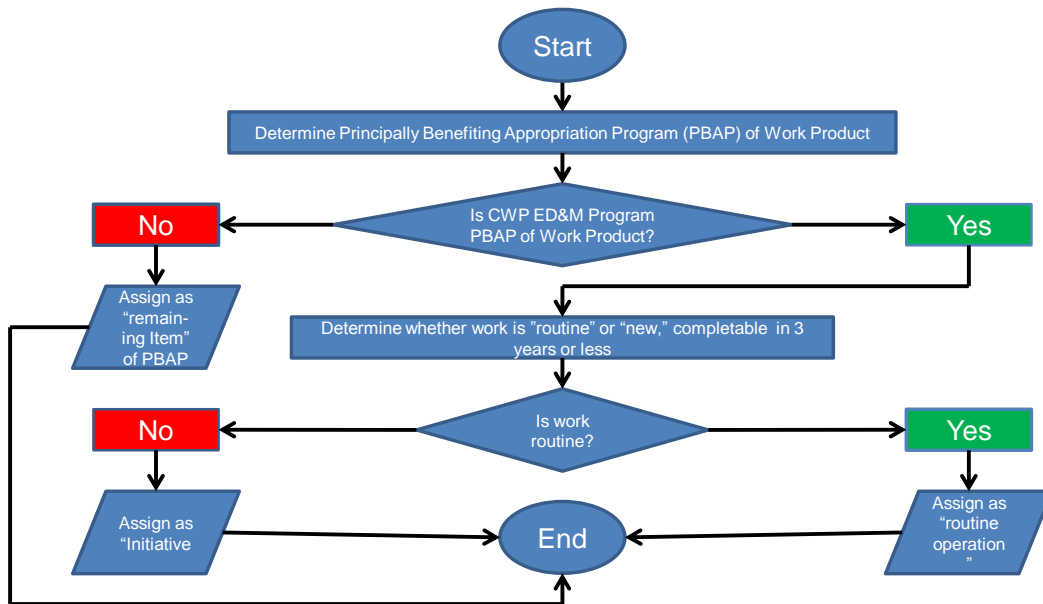 Start
Determine Principally Benefiting Appropriation Program (PBAP) of Work Product
Is CWP ED&M Program
PBAP of Work Product?
No
Yes
Assign as
“remain-
ing Item”
of PBAP
Determine whether work is ”routine” or “new,” completable in 3
years or less
Is work
routine?
No
Yes
Assign as
“Initiative
End
Assign as
“routine
operation
”